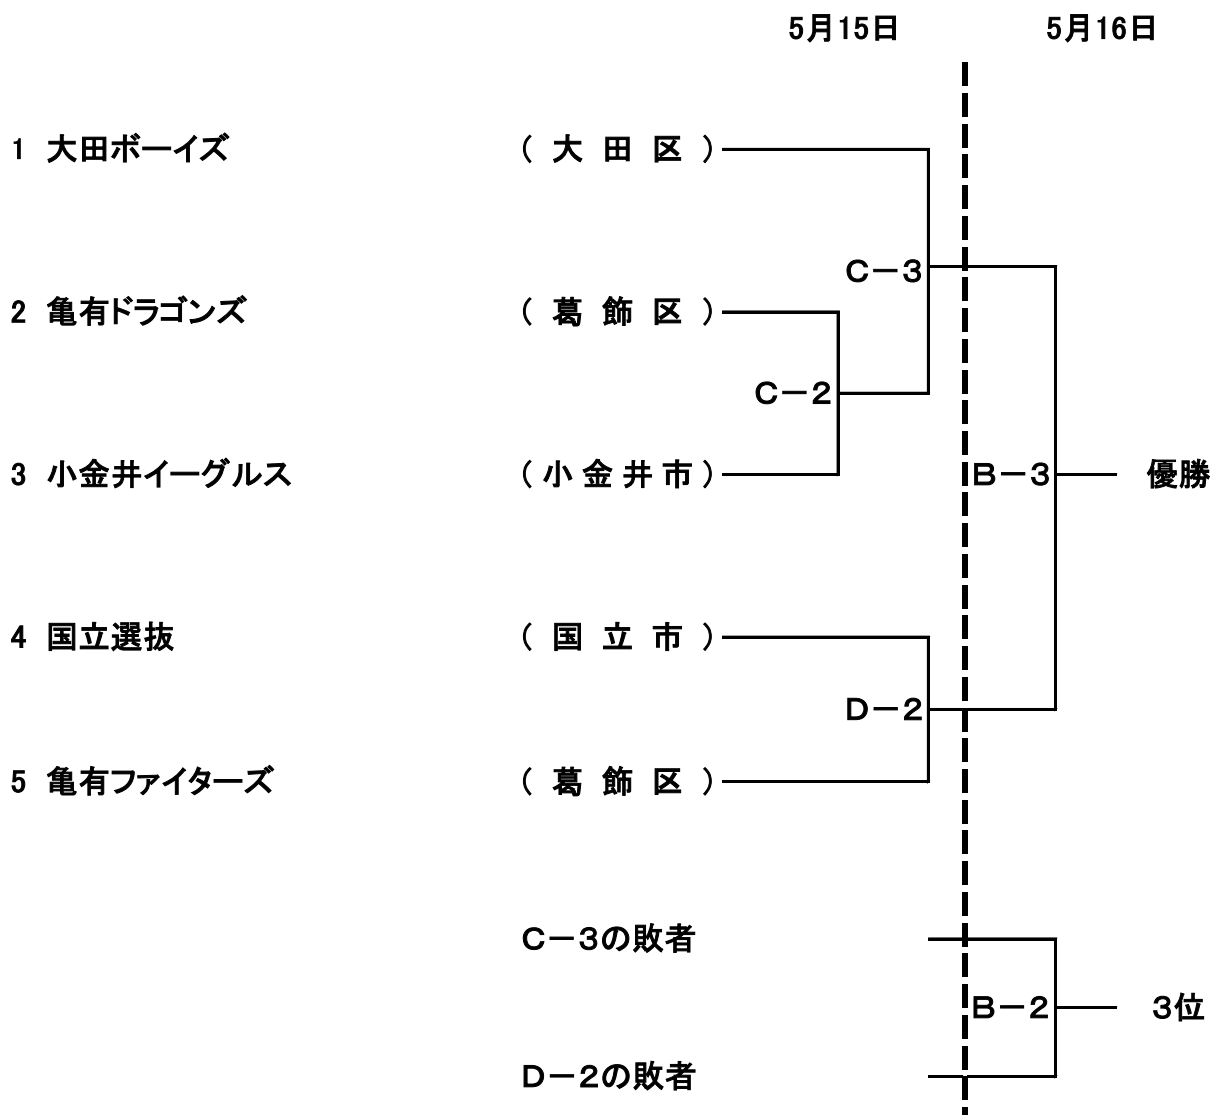 5月15日 5月16日
1 大田ボーイズ ( 大 田 区 )
C－3
2 亀有ドラゴンズ ( 葛 飾 区 )
C－2
3 小金井イーグルス ( 小 金 井 市 )
B－3 優勝
4 国立選抜 ( 国 立 市 )
D－2
5 亀有ファイターズ ( 葛 飾 区 )
C－3の敗者
B－2 3位
D－2の敗者